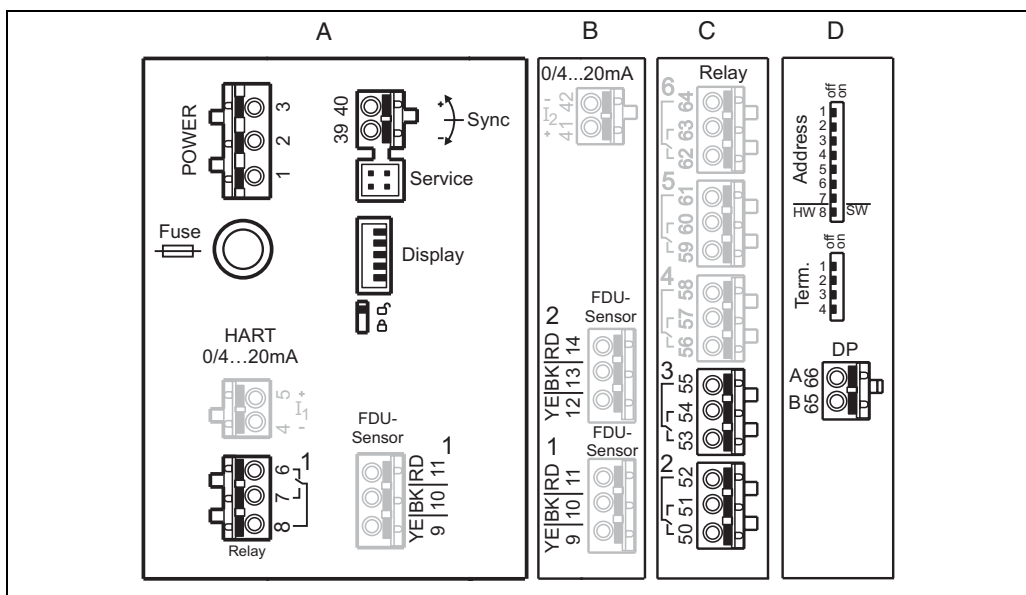 A
B
C
D
POWER
3
2
1
39 40
+
-
Sync
Service
Fuse
Display
HART
0/4...20mA
5
4
+
I1
-
6
7
8
1
Relay
FDU-
Sensor
1
YE|BK|RD
9|10|11
0/4...20mA
-
I2
+
41 42
FDU-
Sensor
2
YE|BK|RD
12|13|14
FDU-
Sensor
1
YE|BK|RD
9|10|11
Relay
6
62 63 64
5
59 60 61
4
56 57 58
3
53 54 55
2
50 51 52
off
on
Address
1
2
3
4
5
6
7
HW 8 SW
off
on
Term.
1
2
3
4
DP
A 66
B 65